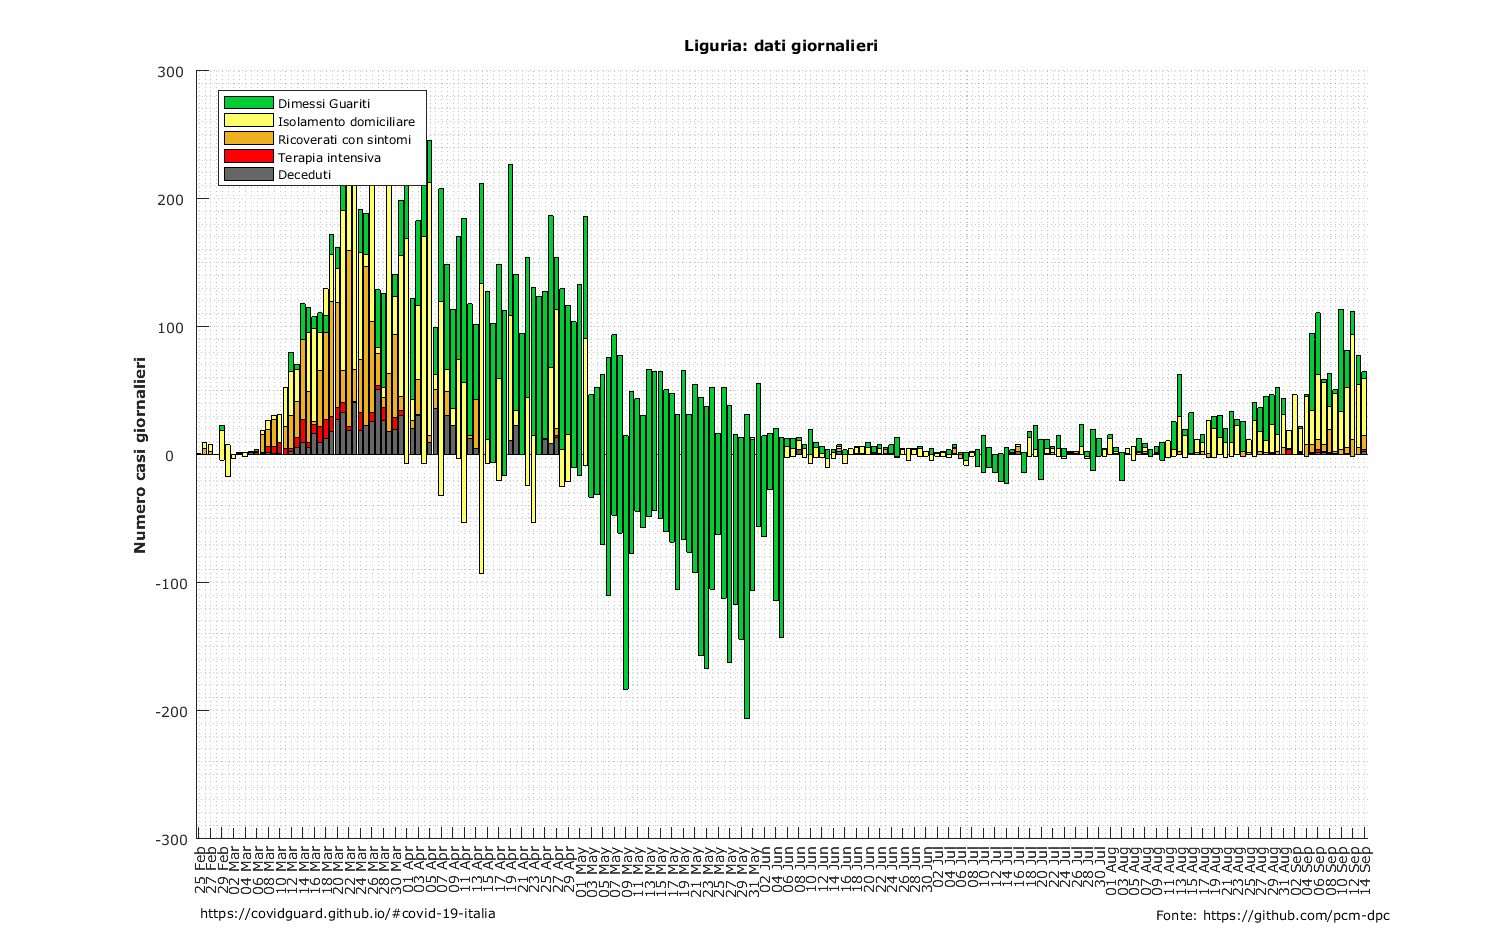 Liguria: dati giornalieri
300
200
100
0
-100
-200
-300
Numero casi giornalieri
Dimessi Guariti
Isolamento domiciliare
Ricoverati con sintomi
Terapia intensiva
Deceduti
25 Feb
27 Feb
29 Feb
02 Mar
04 Mar
06 Mar
08 Mar
10 Mar
12 Mar
14 Mar
16 Mar
18 Mar
20 Mar
22 Mar
24 Mar
26 Mar
28 Mar
30 Mar
01 Apr
03 Apr
05 Apr
07 Apr
09 Apr
11 Apr
13 Apr
15 Apr
17 Apr
19 Apr
21 Apr
23 Apr
25 Apr
27 Apr
29 Apr
01 May
03 May
05 May
07 May
09 May
11 May
13 May
15 May
17 May
19 May
21 May
23 May
25 May
27 May
29 May
31 May
02 Jun
04 Jun
06 Jun
08 Jun
10 Jun
12 Jun
14 Jun
16 Jun
18 Jun
20 Jun
22 Jun
24 Jun
26 Jun
28 Jun
30 Jun
02 Jul
04 Jul
06 Jul
08 Jul
10 Jul
12 Jul
14 Jul
16 Jul
18 Jul
20 Jul
22 Jul
24 Jul
26 Jul
28 Jul
30 Jul
01 Aug
03 Aug
05 Aug
07 Aug
09 Aug
11 Aug
13 Aug
15 Aug
17 Aug
19 Aug
21 Aug
23 Aug
25 Aug
27 Aug
29 Aug
31 Aug
02 Sep
04 Sep
06 Sep
08 Sep
10 Sep
12 Sep
14 Sep
https://covidguard.github.io/#covid-19-italia
Fonte: https://github.com/pcm-dpc